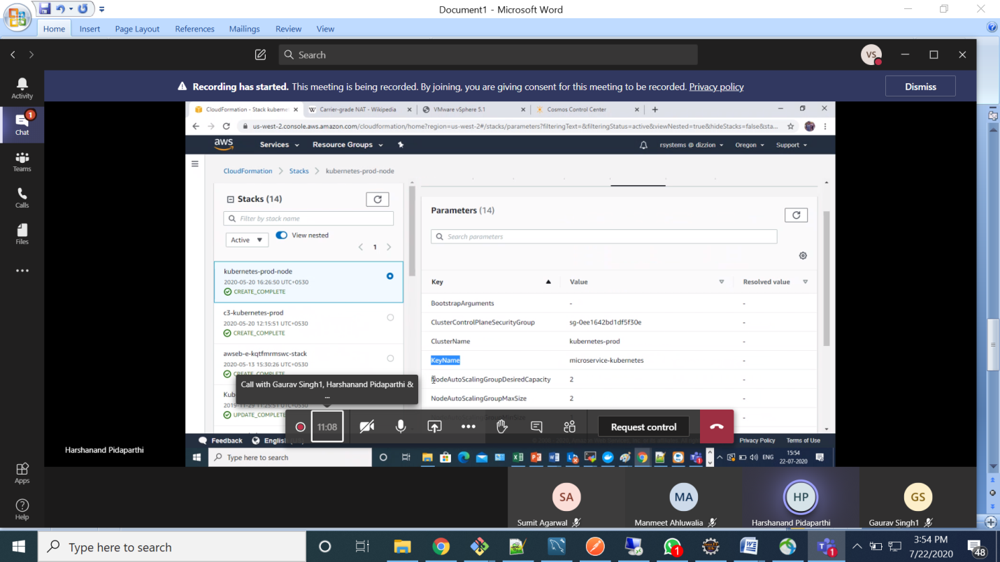 Document1 - Microsoft Word
Home Insert Page Layout References Mailings Review View
Search
VS
Activity
Recording has started. This meeting is being recorded. By joining, you are giving consent for this meeting to be recorded. Privacy policy
Dismiss
1
Chat
Teams
Calls
Files
Apps
Help
CloudFormation - Stack kuberne
W Carrier-grade NAT - Wikipedia
VMware vSphere 5.1
Cosmos Control Center
us-west-2.console.aws.amazon.com/cloudformation/home?region=us-west-2#/stacks/parameters?filteringText=&filteringStatus=active&viewNested=true&hideStacks=false&sta...
aws Services Resource Groups
rsystems @ dizzion Oregon Support
CloudFormation Stacks kubernetes-prod-node
Stacks (14)
Filter by stack name
Active
View nested
1
kubernetes-prod-node
2020-05-20 16:26:50 UTC+0530
CREATE_COMPLETE
c3-kubernetes-prod
2020-05-20 12:15:51 UTC+0530
CREATE_COMPLETE
awseb-e-kqtfmrmswc-stack
2020-05-13 15:30:26 UTC+0530
CREATE_COMPLETE
Kub
2019-11-29 11:25:51 UTC+0530
UPDATE_COMPLETE
Parameters (14)
Search parameters
Key Value Resolved value
BootstrapArguments - -
ClusterControlPlaneSecurityGroup sg-0ee1642bd1df5f30e -
ClusterName kubernetes-prod -
KeyName microservice-kubernetes -
NodeAutoScalingGroupDesiredCapacity 2 -
NodeAutoScalingGroupMaxSize 2 -
Call with Gaurav Singh1, Harshanand Pidaparthi &
...
11:08
Request control
Feedback
English
Privacy Policy Terms of Use
Harshanand Pidaparthi
Type here to search
ENG
15:54
22-07-2020
SA
Sumit Agarwal
MA
Manmeet Ahluwalia
HP
Harshanand Pidaparthi
GS
Gaurav Singh1
Type here to search
1
1
3:54 PM
7/22/2020
48